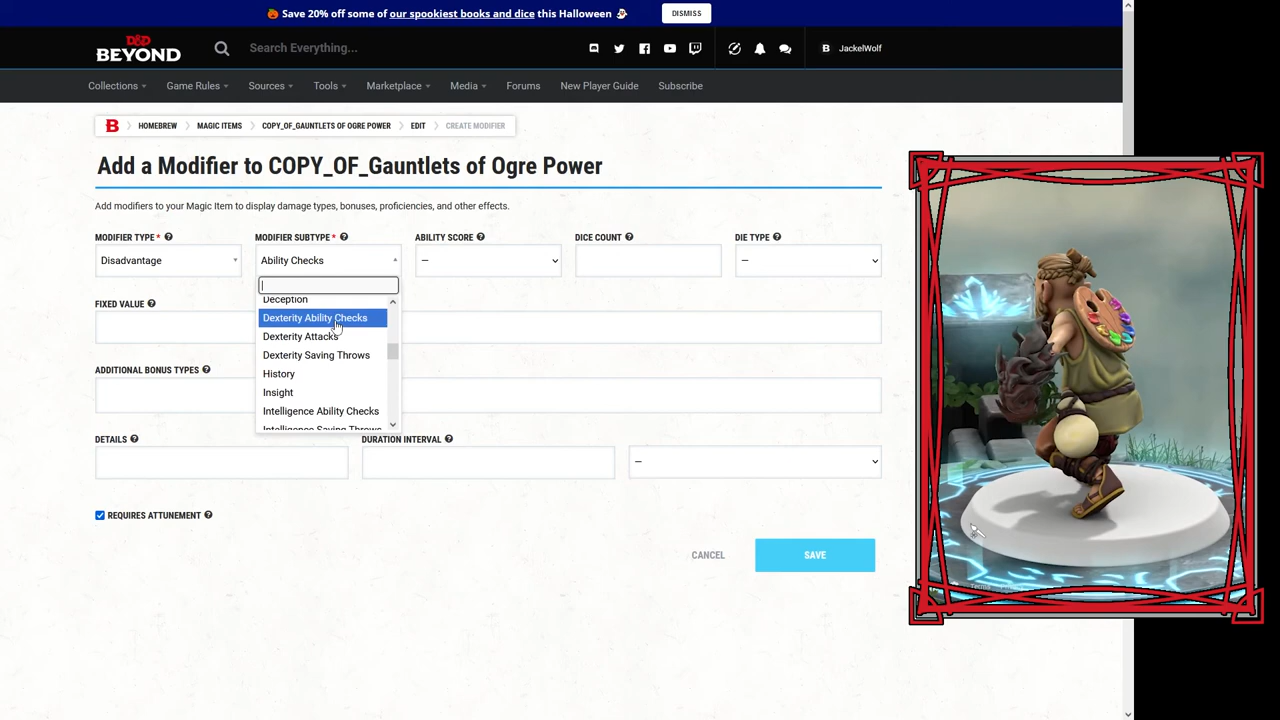 🎃 Save 20% off some of our spookiest books and dice this Halloween 👻
DISMISS
D&D
BEYOND
Search Everything...
B JackelWolf
Collections
Game Rules
Sources
Tools
Marketplace
Media
Forums
New Player Guide
Subscribe
B
HOMEBREW
MAGIC ITEMS
COPY_OF_GAUNTLETS OF OGRE POWER
EDIT
CREATE MODIFIER
Add a Modifier to COPY_OF_Gauntlets of Ogre Power
Add modifiers to your Magic Item to display damage types, bonuses, proficiencies, and other effects.
MODIFIER TYPE *
MODIFIER SUBTYPE *
ABILITY SCORE
DICE COUNT
DIE TYPE
Disadvantage
Ability Checks
–
–
Deception
Dexterity Ability Checks
Dexterity Attacks
Dexterity Saving Throws
History
Insight
Intelligence Ability Checks
Intelligence Saving Throws
FIXED VALUE
ADDITIONAL BONUS TYPES
DETAILS
DURATION INTERVAL
–
REQUIRES ATTUNEMENT
CANCEL
SAVE